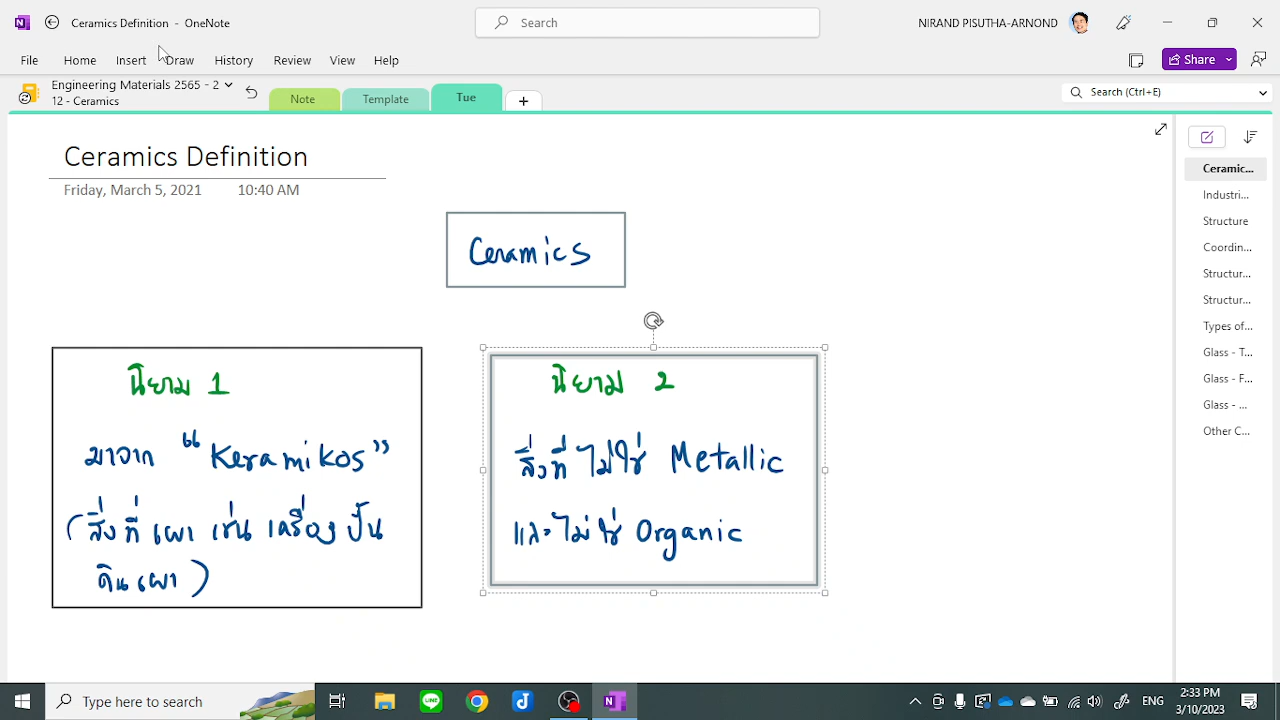 Ceramics Definition - OneNote
Search
NIRAND PISUTHA-ARNOND
File Home Insert Draw History Review View Help
Share
Engineering Materials 2565 - 2
12 - Ceramics
Note
Template
Tue
+
Search (Ctrl+E)
Ceramics Definition
Friday, March 5, 2021 10:40 AM
Ceramics
นิยาม 1
มาจาก “Keramikos”
(สิ่งที่เผา เช่น เครื่องปั้น
ดินเผา)
นิยาม 2
สิ่งที่ ไม่ใช่ Metallic
และไม่ใช่ Organic
Ceramic...
Industri...
Structure
Coordin...
Structur...
Structur...
Types of...
Glass - T...
Glass - F...
Glass - ...
Other C...
Type here to search
LINE
ENG
2:33 PM
3/10/2023